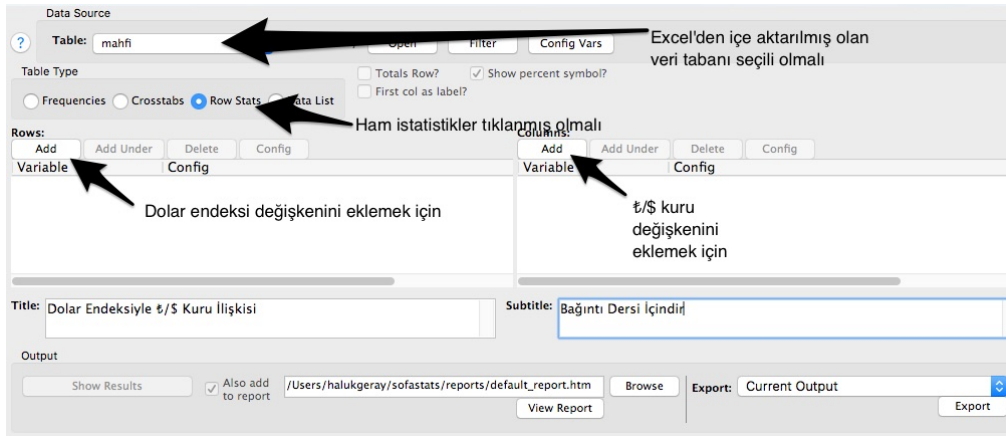 Data Source
Table: mahfi Open Filter Config Vars
Excel'den içe aktarılmış olan
veri tabanı seçili olmalı
Table Type
Totals Row? Show percent symbol?
First col as label?
Frequencies Crosstabs Row Stats Data List
Ham istatistikler tıklanmış olmalı
Rows:
Add Add Under Delete Config
Variable Config
Dolar endeksi değişkenini eklemek için
Columns:
Add Add Under Delete Config
Variable Config
₺/$ kuru
değişkenini
eklemek için
Title: Dolar Endeksiyle ₺/$ Kuru İlişkisi
Subtitle: Bağıntı Dersi İçindir
Output
Show Results
Also add
to report
/Users/halukgeray/sofastats/reports/default_report.htm Browse
View Report
Export: Current Output
Export